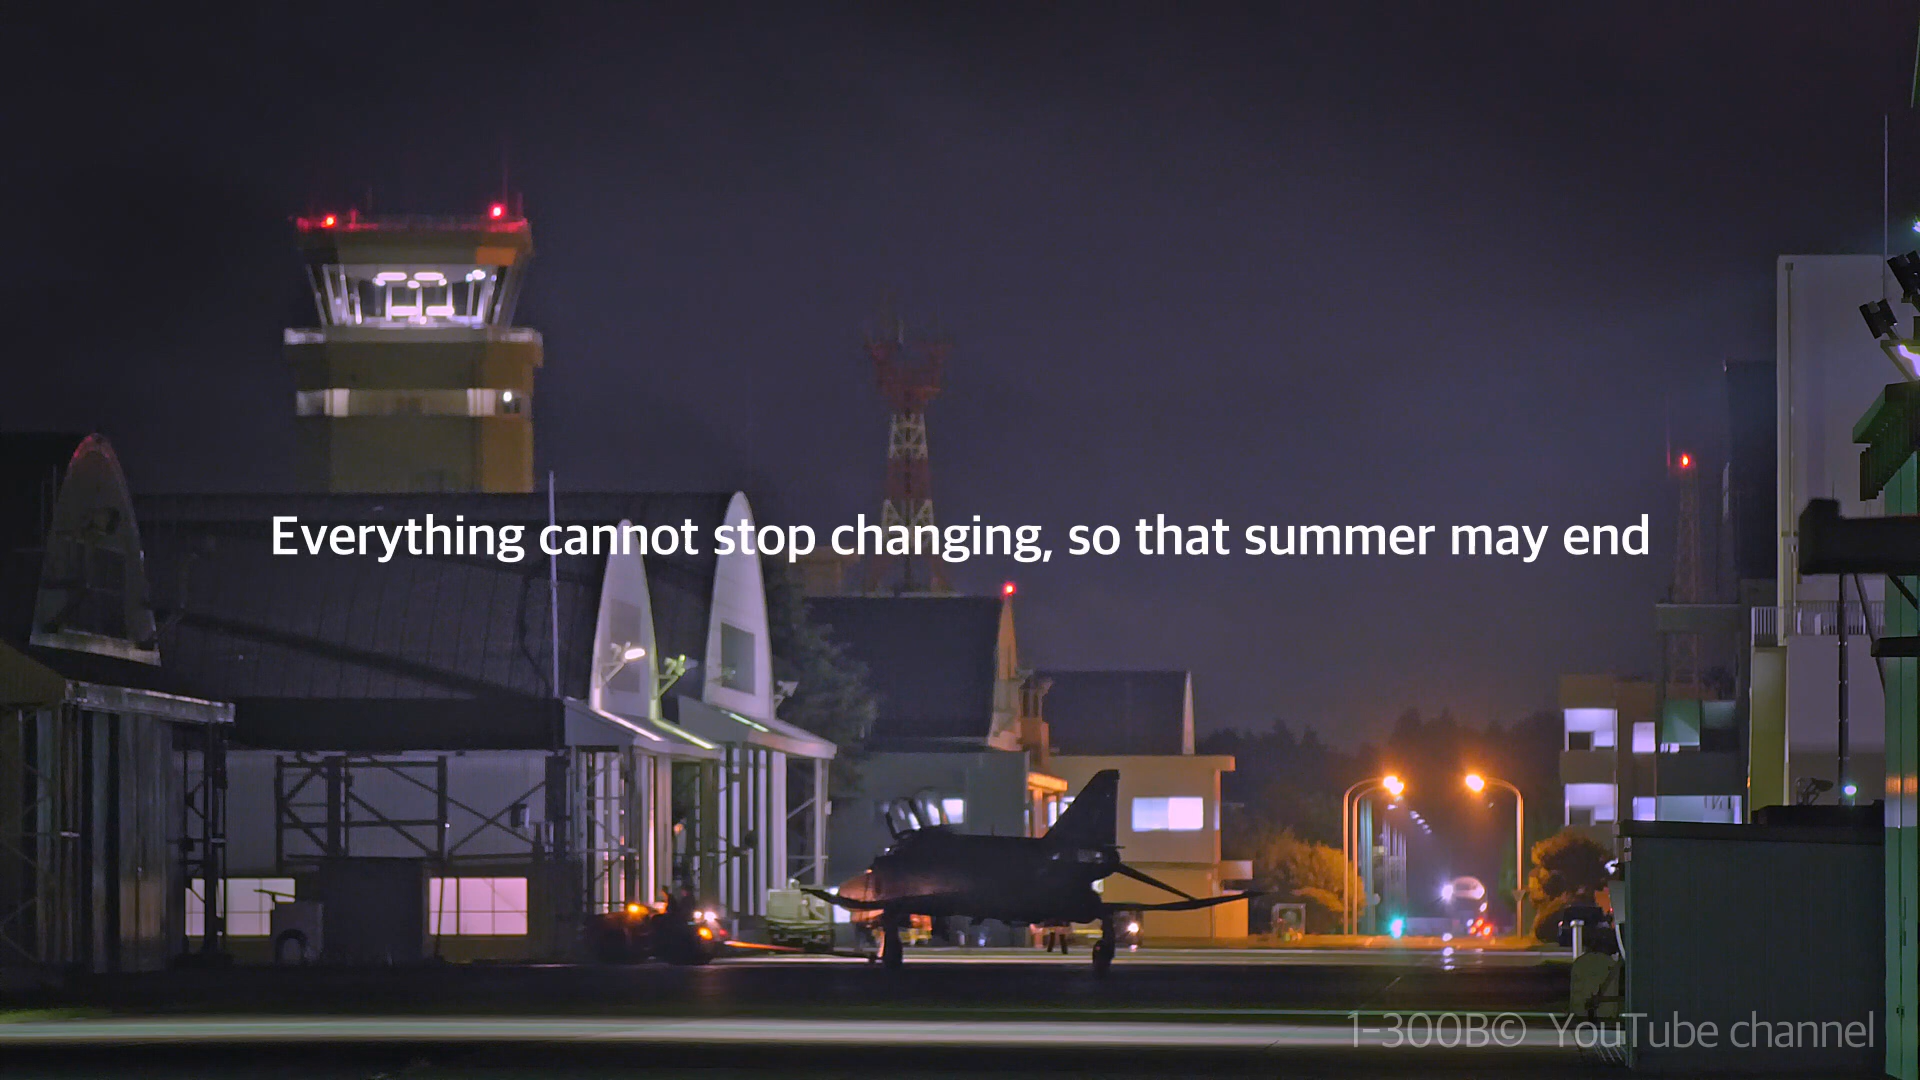 Everything cannot stop changing, so that summer may end
1-300B© YouTube channel